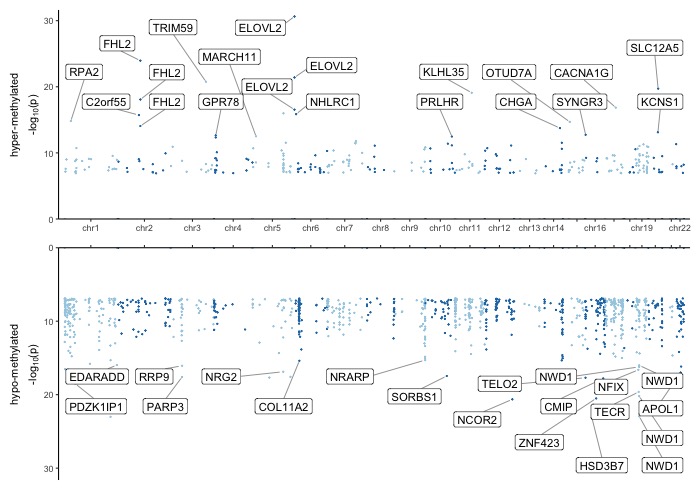 hyper-methylated
-log10(p)
30
20
10
0
TRIM59
ELOVL2
FHL2
MARCH11
SLC12A5
RPA2
FHL2
ELOVL2
KLHL35
OTUD7A
CACNA1G
C2orf55
FHL2
GPR78
ELOVL2
NHLRC1
PRLHR
CHGA
SYNGR3
KCNS1
chr1 chr2 chr3 chr4 chr5 chr6 chr7 chr8 chr9 chr10 chr11 chr12 chr13 chr14 chr16 chr19 chr22
hypo-methylated
-log10(p)
0
10
20
30
EDARADD
RRP9
NRG2
NRARP
TELO2
NWD1
NFIX
NWD1
SORBS1
PDZK1IP1
PARP3
COL11A2
NCOR2
CMIP
TECR
APOL1
ZNF423
NWD1
HSD3B7
NWD1